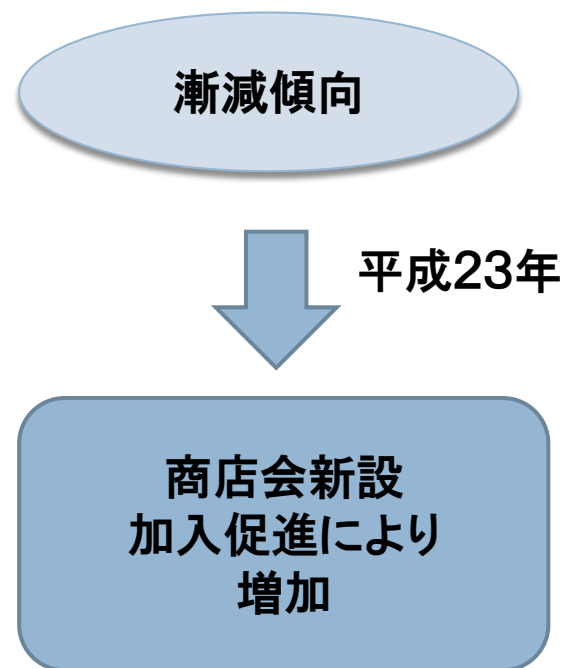 漸減傾向
平成23年
商店会新設
加入促進により
増加